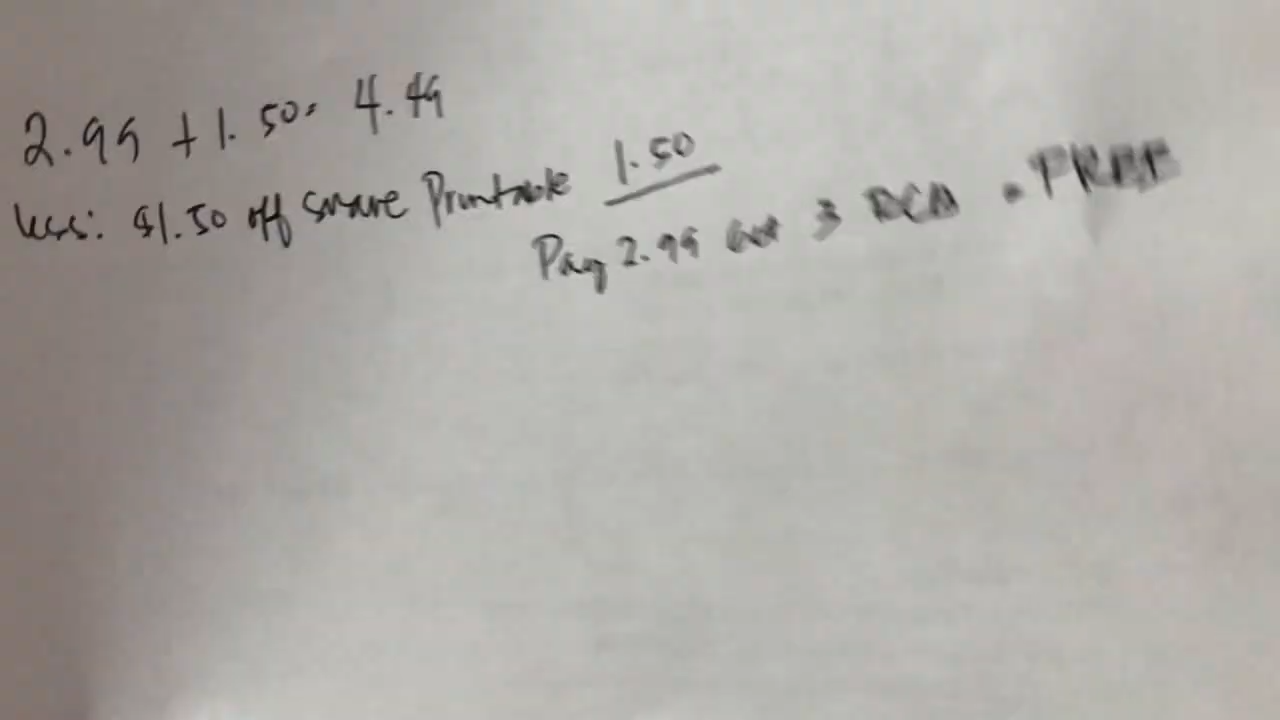 2.99 + 1.50= 4.49
less: $1.50 off smare Printable 1.50
Pay 2.99 Get 3 = FREE